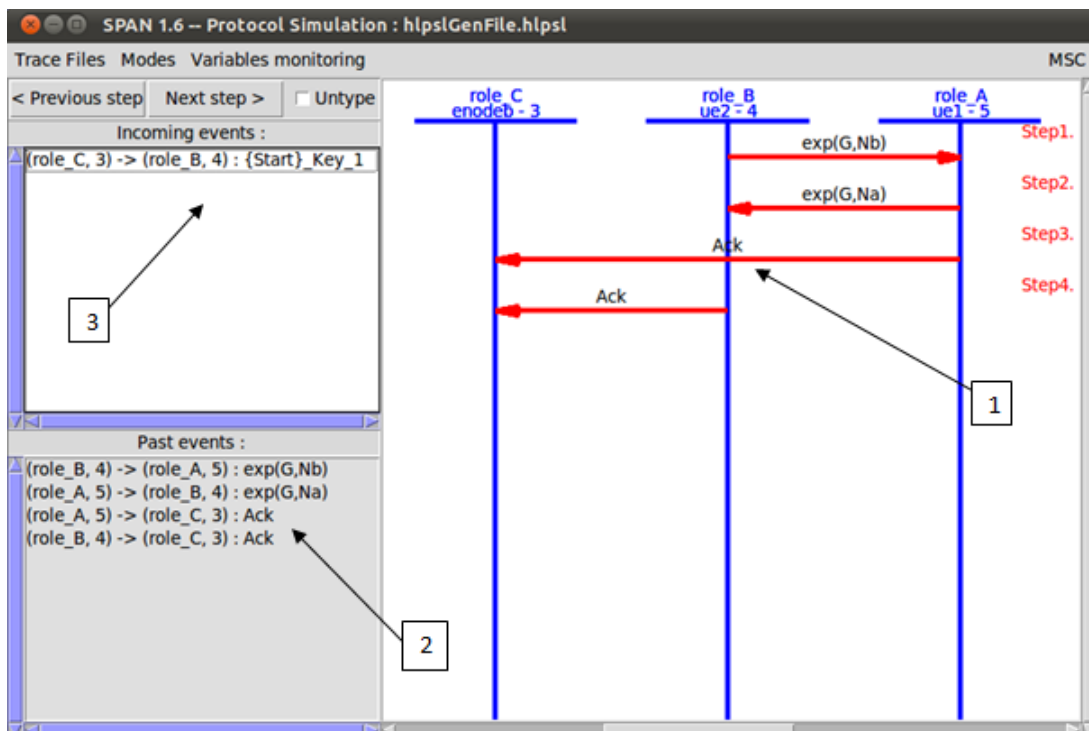 SPAN 1.6 -- Protocol Simulation : hlpslGenFile.hlpsl
Trace Files Modes Variables monitoring MSC
< Previous step Next step > Untype
Incoming events :
(role_C, 3) -> (role_B, 4) : {Start}_Key_1
3
Past events :
(role_B, 4) -> (role_A, 5) : exp(G,Nb)
(role_A, 5) -> (role_B, 4) : exp(G,Na)
(role_A, 5) -> (role_C, 3) : Ack
(role_B, 4) -> (role_C, 3) : Ack
2
role_C role_B role_A
enodeb - 3 ue2 - 4 ue1 - 5
Step1.
exp(G,Nb)
Step2.
exp(G,Na)
Step3.
Ack
Step4.
Ack
1